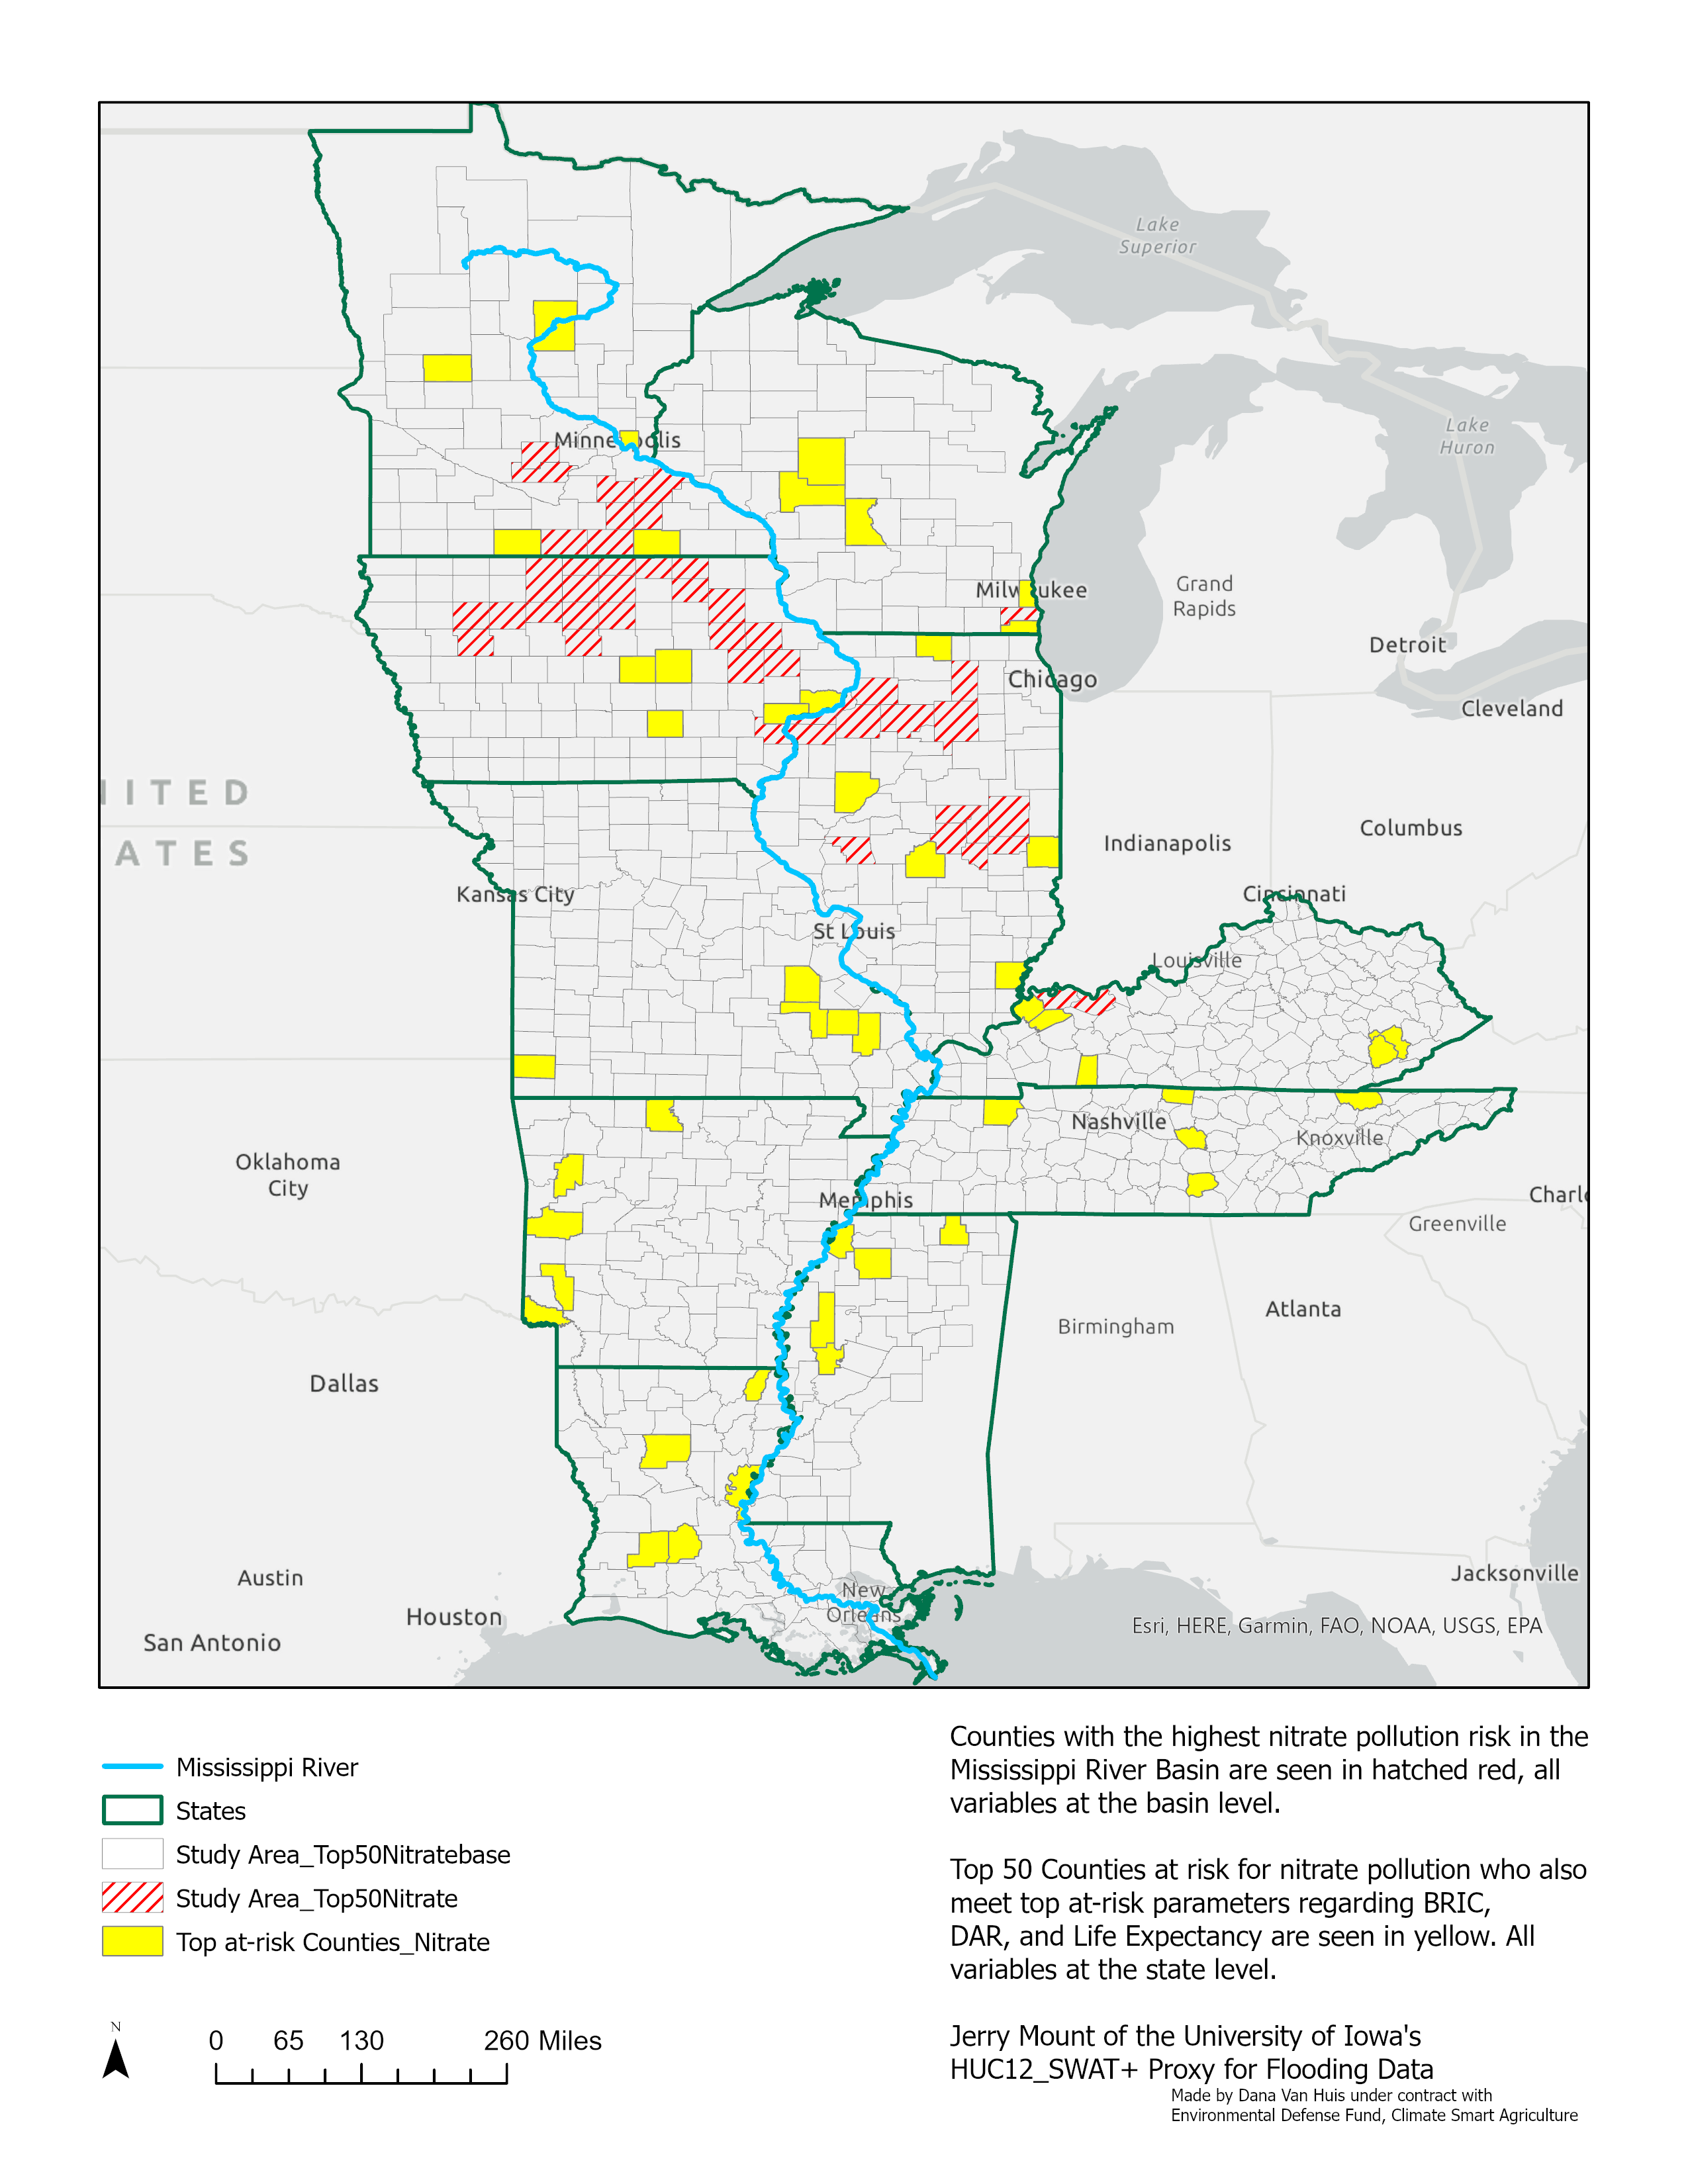 Lake
Superior
Lake
Huron
Minneapolis
Milwaukee
Grand
Rapids
Detroit
Chicago
Cleveland
NITED
ATES
Columbus
Indianapolis
Kansas City
Cincinnati
St Louis
Louisville
Nashville
Knoxville
Oklahoma
City
Memphis
Charlo
Greenville
Atlanta
Birmingham
Dallas
Austin
Jacksonville
New
Orleans
Houston
San Antonio
Esri, HERE, Garmin, FAO, NOAA, USGS, EPA
Mississippi River
States
Study Area_Top50Nitratebase
Study Area_Top50Nitrate
Top at-risk Counties_Nitrate
N
0 65 130 260 Miles
Counties with the highest nitrate pollution risk in the
Mississippi River Basin are seen in hatched red, all
variables at the basin level.
Top 50 Counties at risk for nitrate pollution who also
meet top at-risk parameters regarding BRIC,
DAR, and Life Expectancy are seen in yellow. All
variables at the state level.
Jerry Mount of the University of Iowa's
HUC12_SWAT+ Proxy for Flooding Data
Made by Dana Van Huis under contract with
Environmental Defense Fund, Climate Smart Agriculture